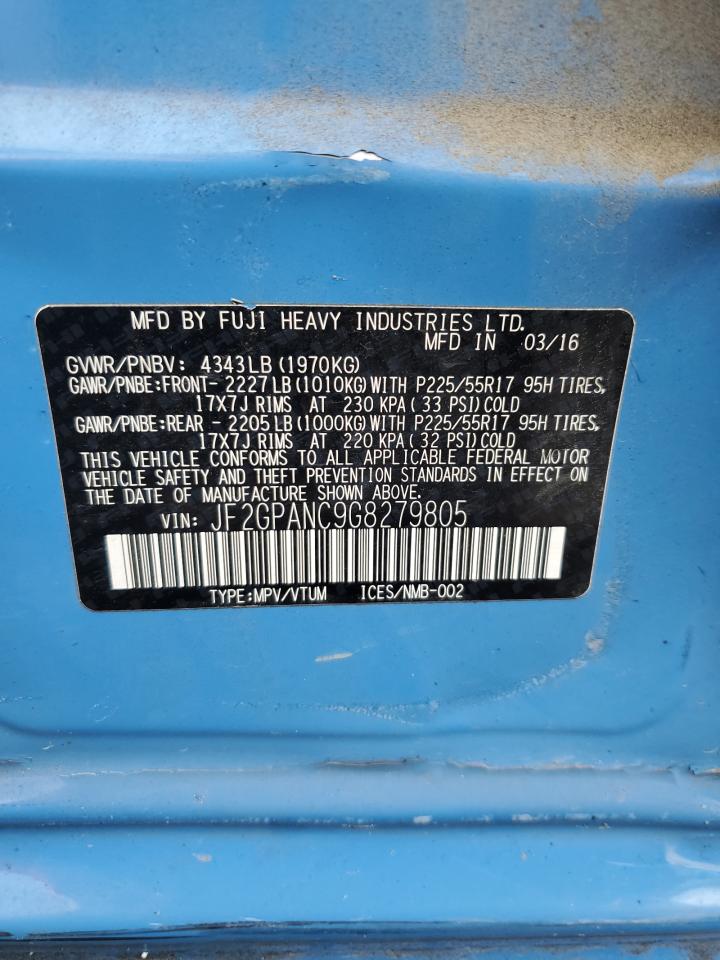 MFD BY FUJI HEAVY INDUSTRIES LTD.
MFD IN 03/16
GVWR/PNBV: 4343LB (1970KG)
GAWR/PNBE:FRONT- 2227LB(1010KG)WITH P225/55R17 95H TIRES,
17X7J RIMS AT 230 KPA (33 PSI)COLD
GAWR/PNBE:REAR - 2205LB(1000KG)WITH P225/55R17 95H TIRES,
17X7J RIMS AT 220 KPA (32 PSI)COLD
THIS VEHICLE CONFORMS TO ALL APPLICABLE FEDERAL MOTOR
VEHICLE SAFETY AND THEFT PREVENTION STANDARDS IN EFFECT ON
THE DATE OF MANUFACTURE SHOWN ABOVE.
VIN: JF2GPANC9G8279805
TYPE:MPV/VTUM ICES/NMB-002